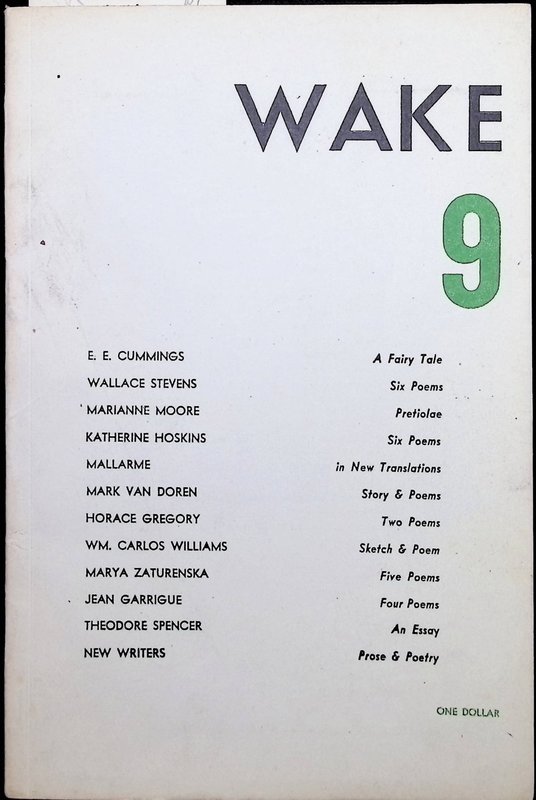 WAKE
9
E. E. CUMMINGS A Fairy Tale
WALLACE STEVENS Six Poems
MARIANNE MOORE Pretiolae
KATHERINE HOSKINS Six Poems
MALLARME in New Translations
MARK VAN DOREN Story & Poems
HORACE GREGORY Two Poems
WM. CARLOS WILLIAMS Sketch & Poem
MARYA ZATURENSKA Five Poems
JEAN GARRIGUE Four Poems
THEODORE SPENCER An Essay
NEW WRITERS Prose & Poetry
ONE DOLLAR